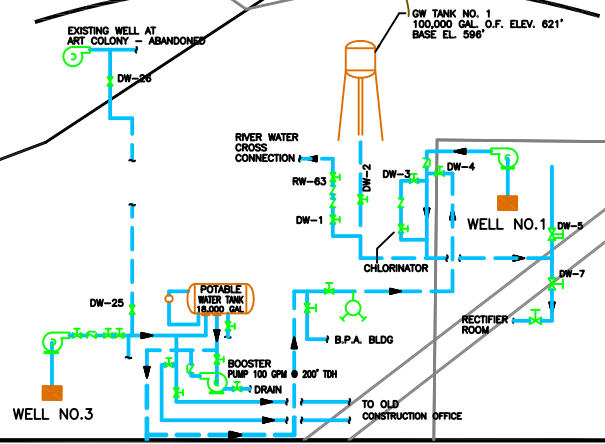 GW TANK NO. 1
100,000 GAL. O.F. ELEV. 621'
BASE EL. 596'
EXISTING WELL AT
ART COLONY - ABANDONED
DW-26
RIVER WATER
CROSS
CONNECTION
DW-2
DW-3
DW-4
RW-63
DW-1
WELL NO.1
DW-5
CHLORINATOR
DW-7
POTABLE
WATER TANK
18,000 GAL
DW-25
RECTIFIER
ROOM
B.P.A. BLDG
BOOSTER
PUMP 100 GPM @ 200' TDH
DRAIN
WELL NO.3
TO OLD
CONSTRUCTION OFFICE